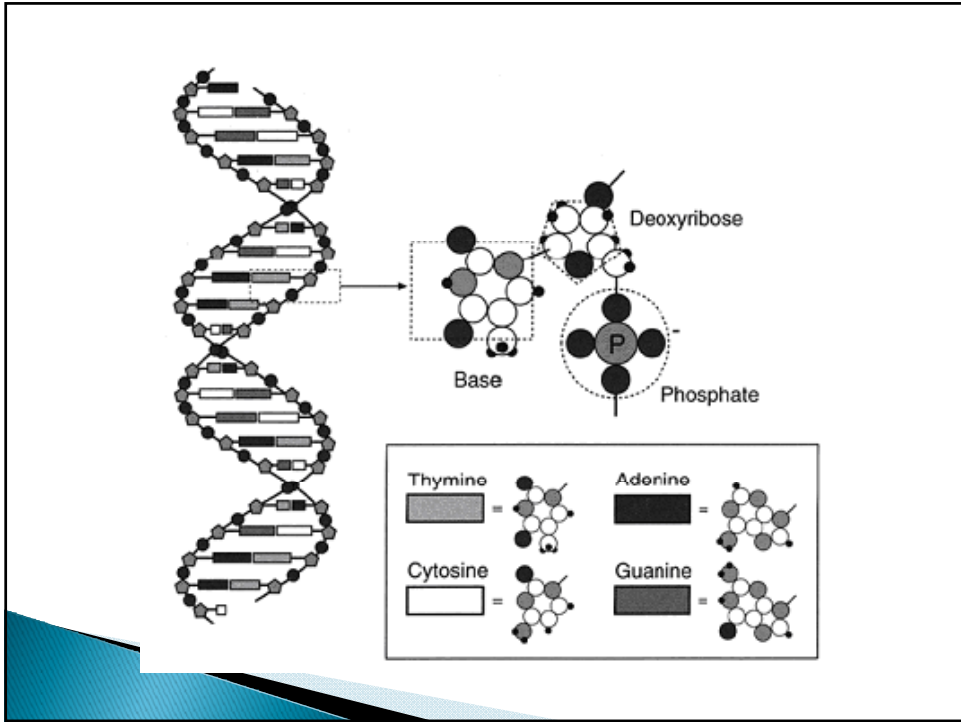 Deoxyribose
P
-
Base
Phosphate
Thymine
=
Adenine
=
Cytosine
=
Guanine
=